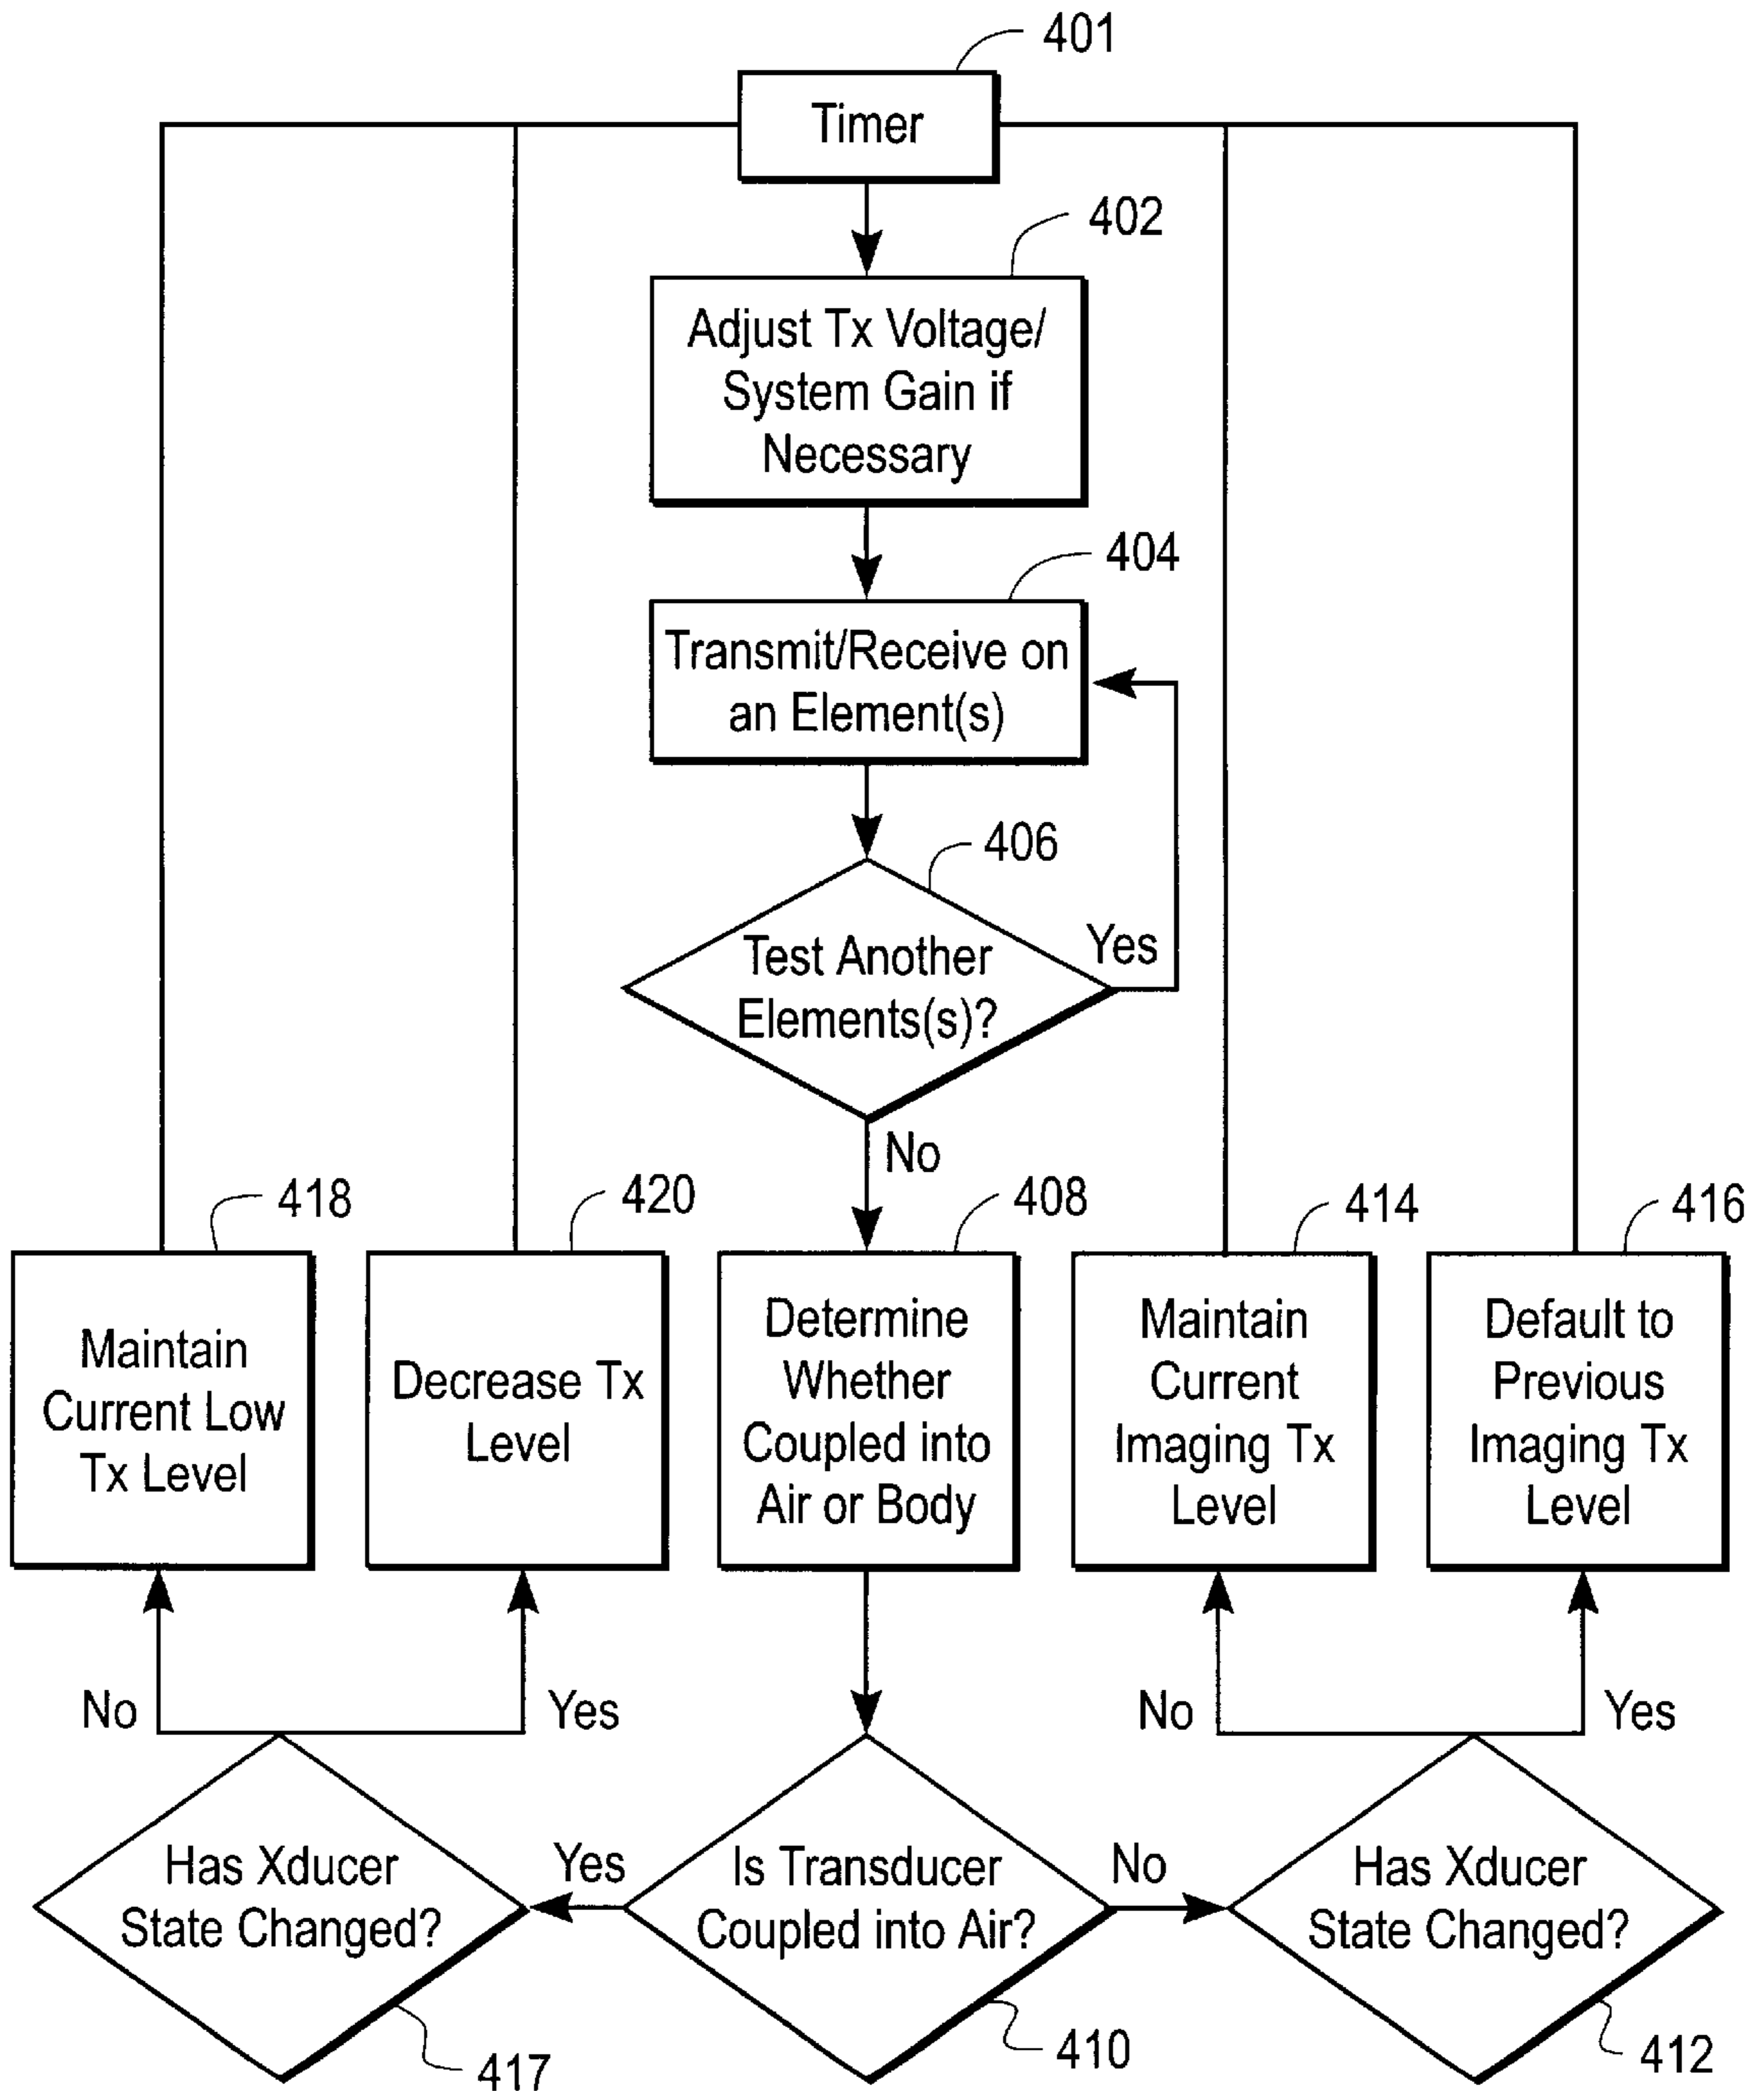 401
Timer
402
Adjust Tx Voltage/
System Gain if
Necessary
404
Transmit/Receive on
an Element(s)
406
Test Another
Elements(s)?
Yes
No
418
Maintain
Current Low
Tx Level
420
Decrease Tx
Level
408
Determine
Whether
Coupled into
Air or Body
414
Maintain
Current
Imaging Tx
Level
416
Default to
Previous
Imaging Tx
Level
No
Yes
No
Yes
Has Xducer
State Changed?
417
Yes
Is Transducer
Coupled into Air?
410
No
Has Xducer
State Changed?
412